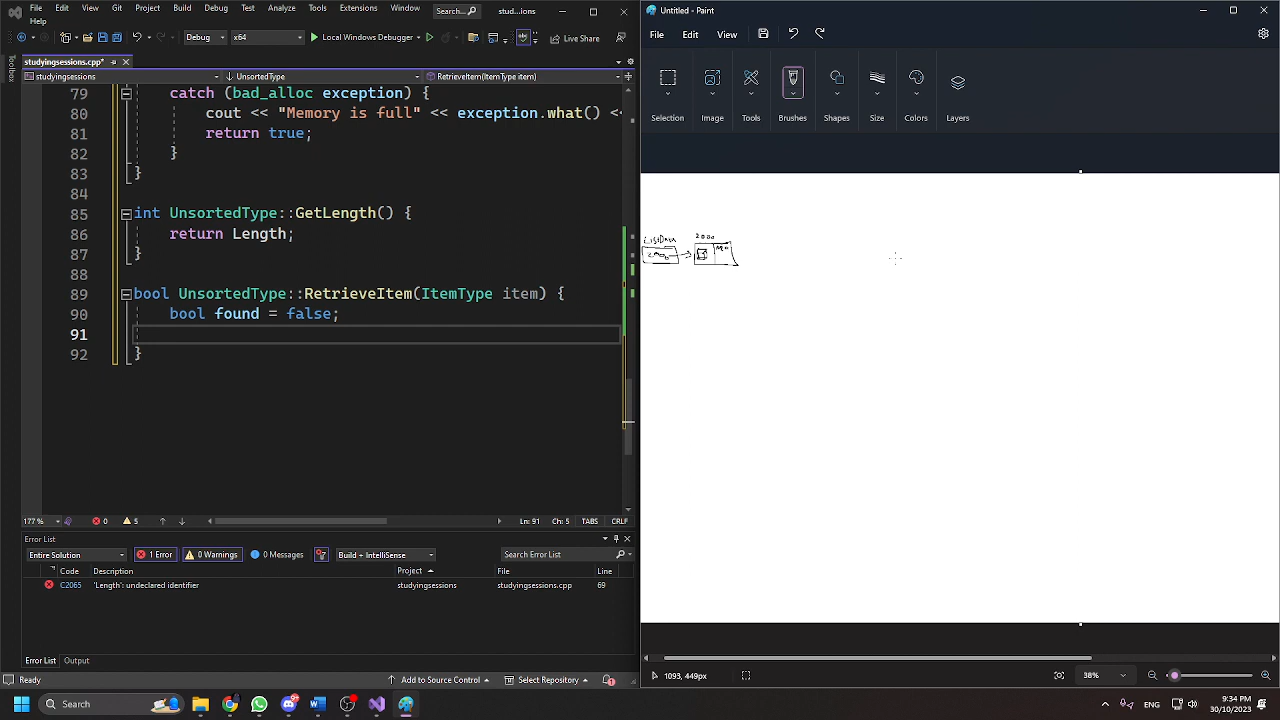 File Edit View Git Project Build Debug Test Analyze Tools Extensions Window Search... stud...ions
Help
Debug x64 Local Windows Debugger Live Share
Toolbox
studyingsessions.cpp*
studyingsessions UnsortedType RetrieveItem(ItemType item)
79 catch (bad_alloc exception) {
80 cout << "Memory is full" << exception.what() <<
81 return true;
82 }
83 }
84
85 int UnsortedType::GetLength() {
86 return Length;
87 }
88
89 bool UnsortedType::RetrieveItem(ItemType item) {
90 bool found = false;
91
92 }
177 % 0 5 Ln: 91 Ch: 5 TABS CRLF
Error List
Entire Solution 1 Error 0 Warnings 0 Messages Build + IntelliSense Search Error List
Code Description Project File Line
C2065 'Length': undeclared identifier studyingsessions studyingsessions.cpp 69
Error List Output
Ready Add to Source Control Select Repository
Untitled - Paint
File Edit View
Selection Image Tools Brushes Shapes Size Colors Layers
2000
1093, 449px 38%
Search
9:34 PM
30/10/2023